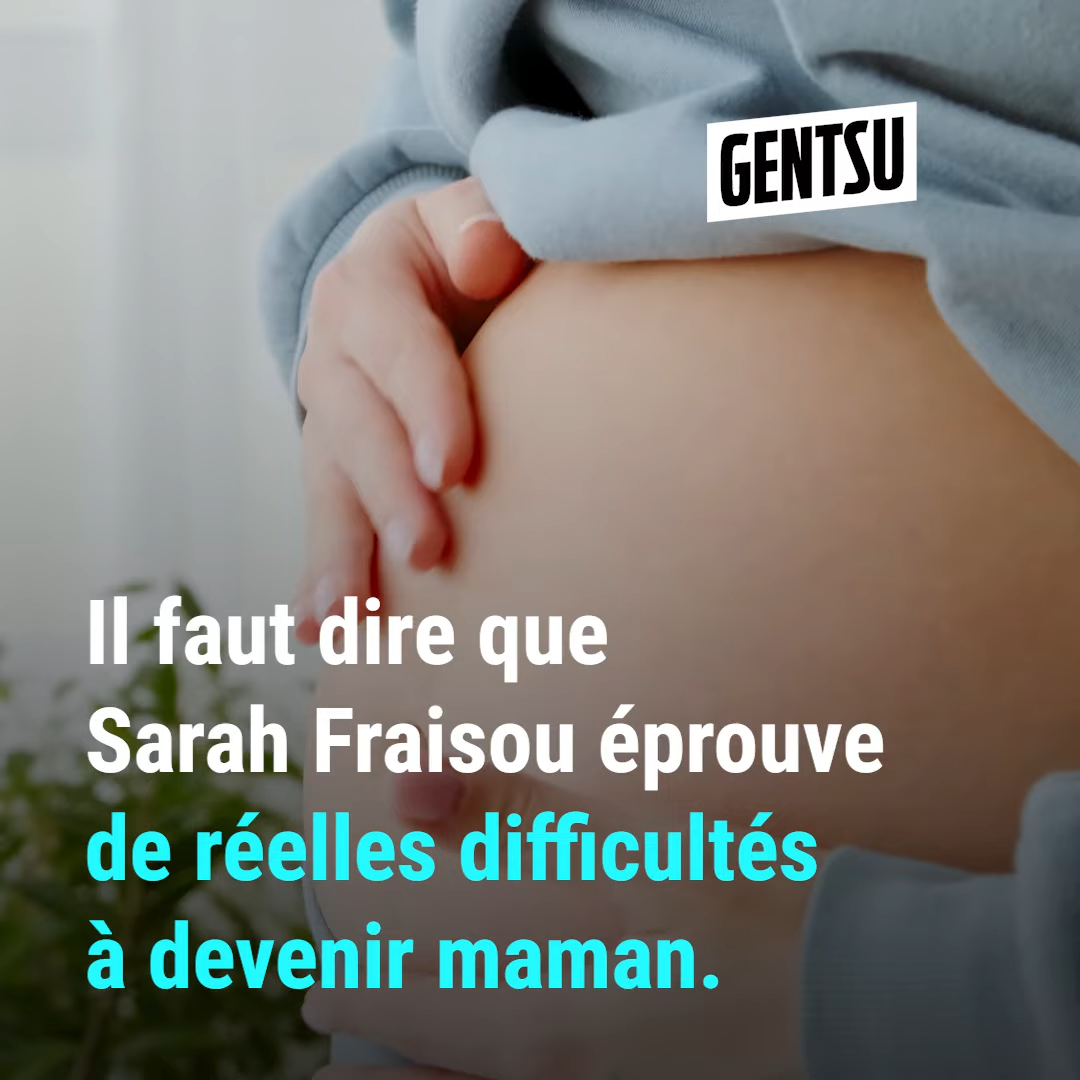 GENTSU
Il faut dire que
Sarah Fraisou éprouve
de réelles difficultés
à devenir maman.